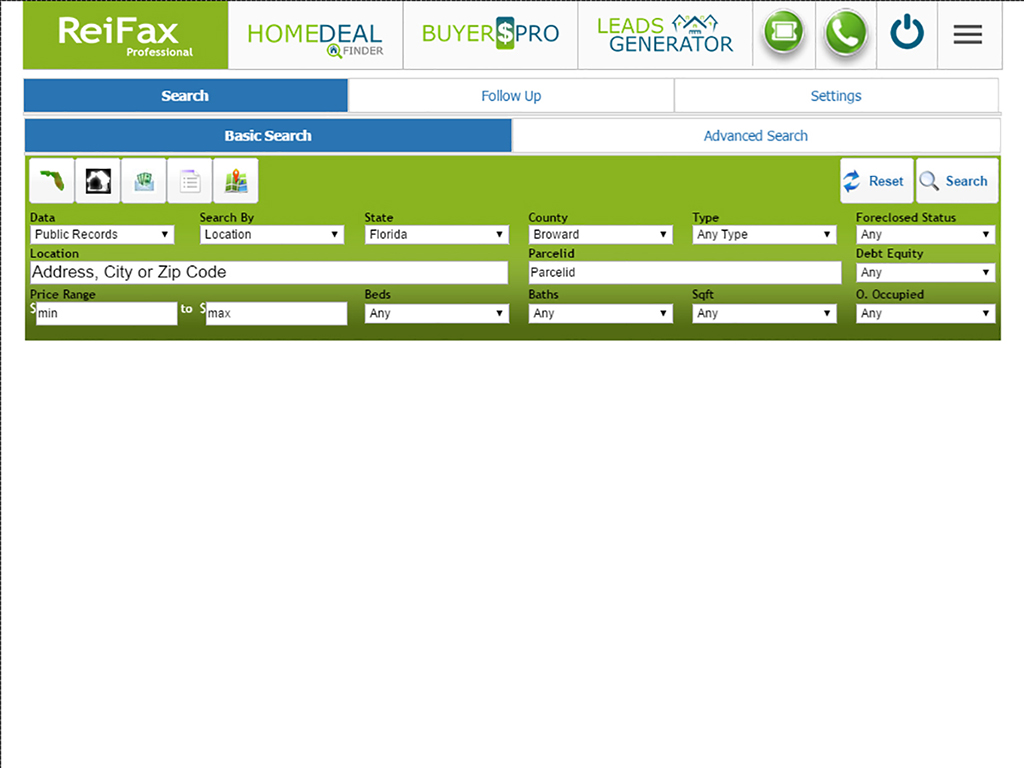 ReiFax
Professional
HOMEDEAL
FINDER
BUYER$PRO
LEADS
GENERATOR
Search Follow Up Settings
Basic Search Advanced Search
Reset Search
Data Search By State County Type Foreclosed Status
Public Records Location Florida Broward Any Type Any
Location Parcelid Debt Equity
Address, City or Zip Code Parcelid Any
Price Range Beds Baths Sqft O. Occupied
$ min to $ max Any Any Any Any